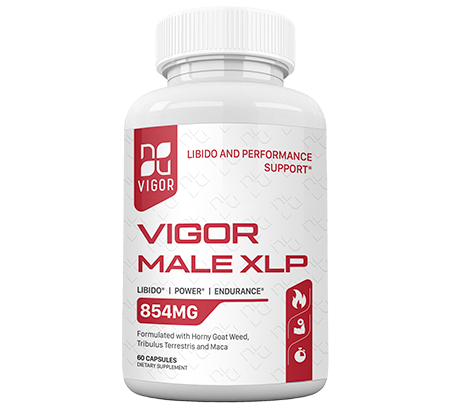 VIGOR
LIBIDO AND PERFORMANCE
SUPPORT*
VIGOR
MALE XLP
LIBIDO* | POWER* | ENDURANCE*
854MG
Formulated with Horny Goat Weed,
Tribulus Terrestris and Maca
60 CAPSULES
DIETARY SUPPLEMENT